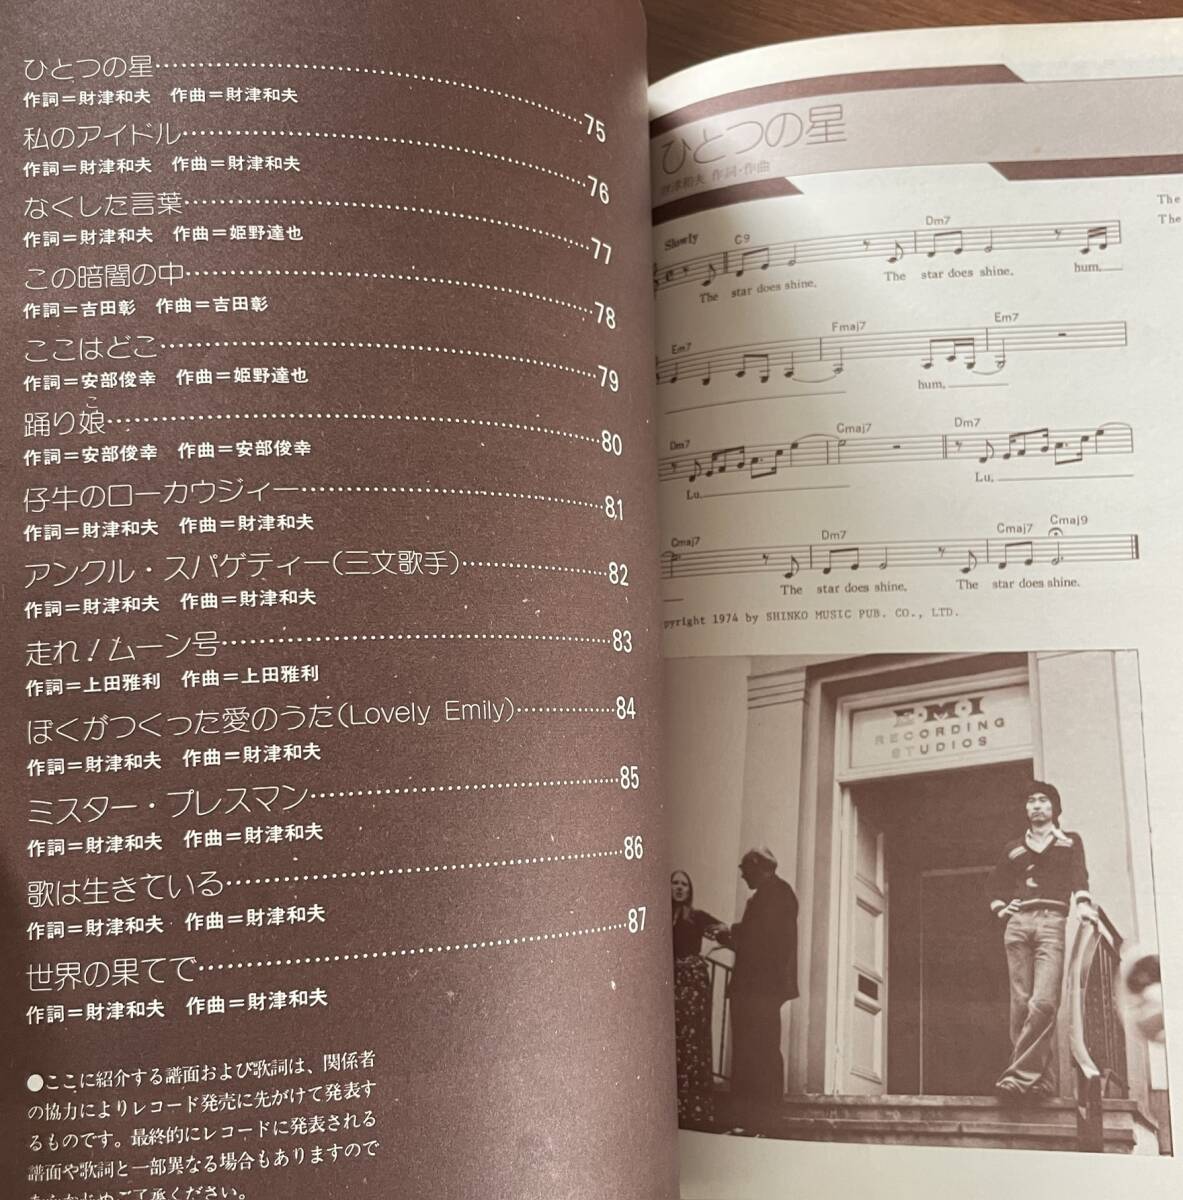 ひとつの星 75
作詞＝財津和夫　作曲＝財津和夫
私のアイドル 76
作詞＝財津和夫　作曲＝財津和夫
なくした言葉 77
作詞＝財津和夫　作曲＝姫野達也
この暗闇の中 78
作詞＝吉田彰　作曲＝吉田彰
ここはどこ 79
作詞＝安部俊幸　作曲＝姫野達也
こ
踊り娘 80
作詞＝安部俊幸　作曲＝安部俊幸
仔牛のローカウジィー 81
作詞＝財津和夫　作曲＝財津和夫
アンクル・スパゲティー(三文歌手) 82
作詞＝財津和夫　作曲＝財津和夫
走れ！ムーン号 83
作詞＝上田雅利　作曲＝上田雅利
ぼくがつくった愛のうた(Lovely Emily) 84
作詞＝財津和夫　作曲＝財津和夫
ミスター・プレスマン 85
作詞＝財津和夫　作曲＝財津和夫
歌は生きている 86
作詞＝財津和夫　作曲＝財津和夫
世界の果てで 87
作詞＝財津和夫　作曲＝財津和夫
●ここに紹介する譜面および歌詞は、関係者
の協力によりレコード発売に先がけて発表す
るものです。最終的にレコードに発表される
譜面や歌詞と一部異なる場合もありますので
ご了承ください。
ひとつの星
財津和夫 作詞・作曲
The
The
Slowly C9 Dm7
The star does shine. The star does shine. hum,
Em7 Fmaj7 Em7
hum,
Dm7 Cmaj7 Dm7
Lu, Lu,
Cmaj7 Dm7 Cmaj7 Cmaj9
The star does shine. The star does shine.
pyright 1974 by SHINKO MUSIC PUB. CO., LTD.
E·M·I
RECORDING
STUDIOS